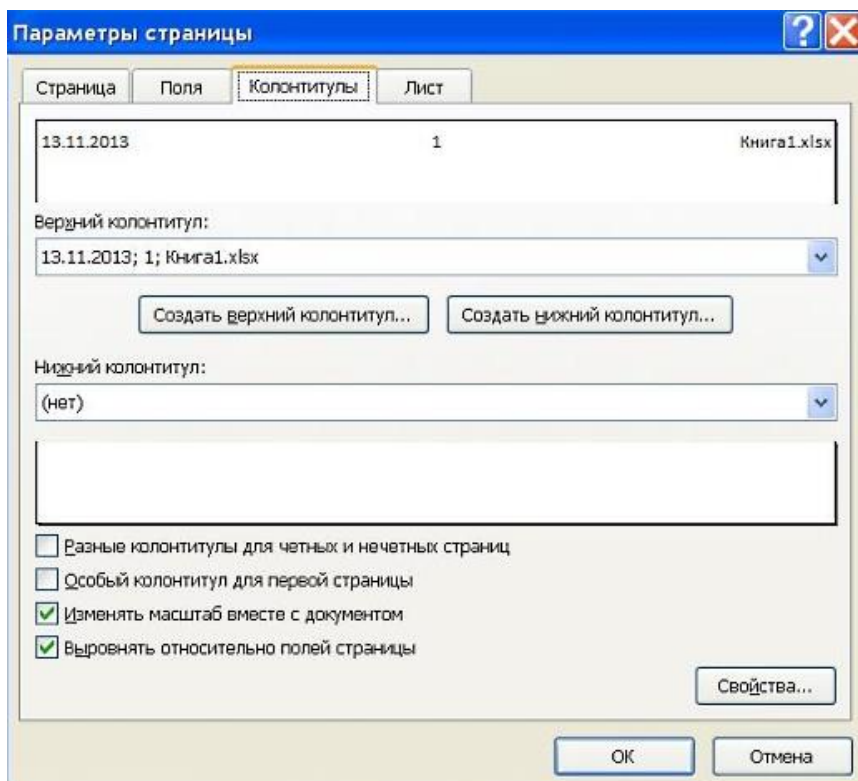 Параметры страницы
Страница Поля Колонтитулы Лист
13.11.2013 1 Книга1.xlsx
Верхний колонтитул:
13.11.2013; 1; Книга1.xlsx
Создать верхний колонтитул... Создать нижний колонтитул...
Нижний колонтитул:
(нет)
Разные колонтитулы для четных и нечетных страниц
Особый колонтитул для первой страницы
Изменять масштаб вместе с документом
Выровнять относительно полей страницы
Свойства...
ОК Отмена